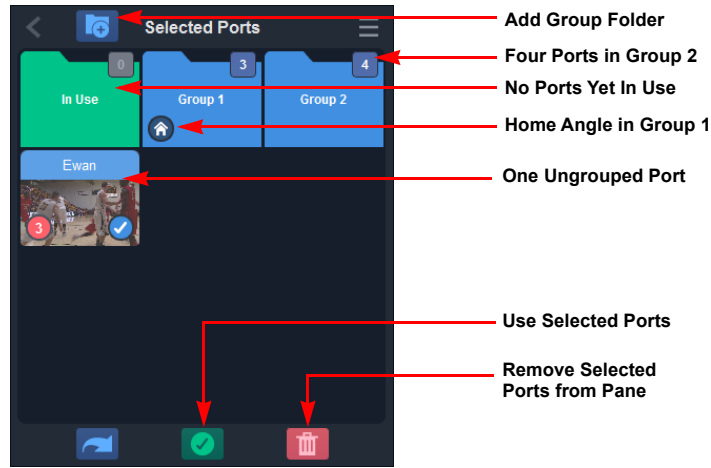 Selected Ports
Add Group Folder
0
3
4
Four Ports in Group 2
In Use
Group 1
Group 2
No Ports Yet In Use
Home Angle in Group 1
Ewan
One Ungrouped Port
3
Use Selected Ports
Remove Selected
Ports from Pane